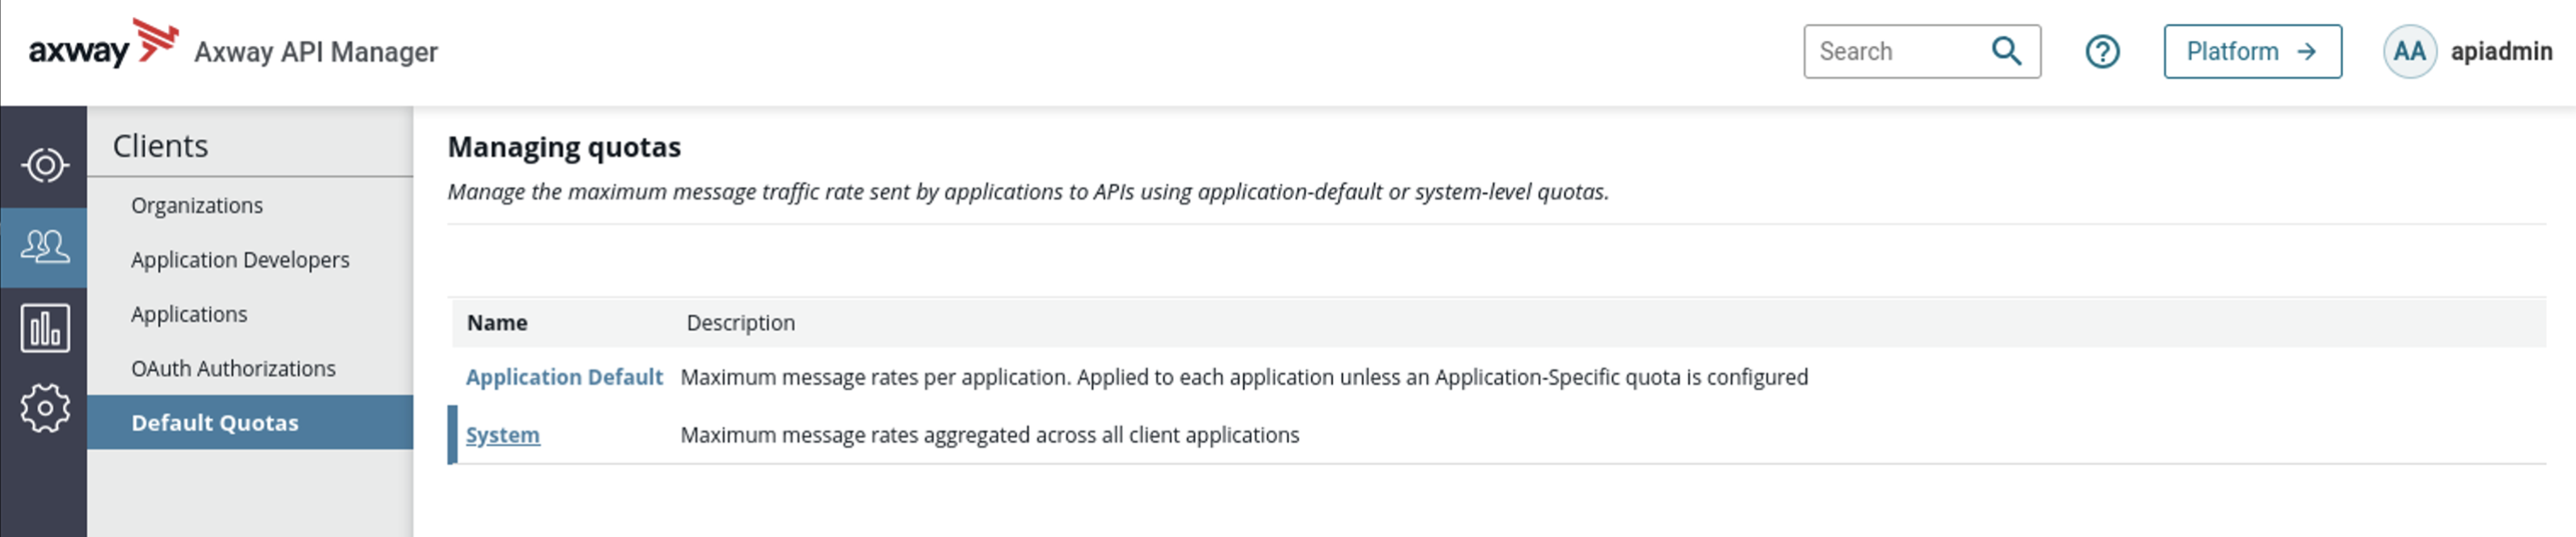 axway Axway API Manager
Search
Platform →
AA apiadmin
Clients
Organizations
Application Developers
Applications
OAuth Authorizations
Default Quotas
Managing quotas
Manage the maximum message traffic rate sent by applications to APIs using application-default or system-level quotas.
Name Description
Application Default Maximum message rates per application. Applied to each application unless an Application-Specific quota is configured
System Maximum message rates aggregated across all client applications